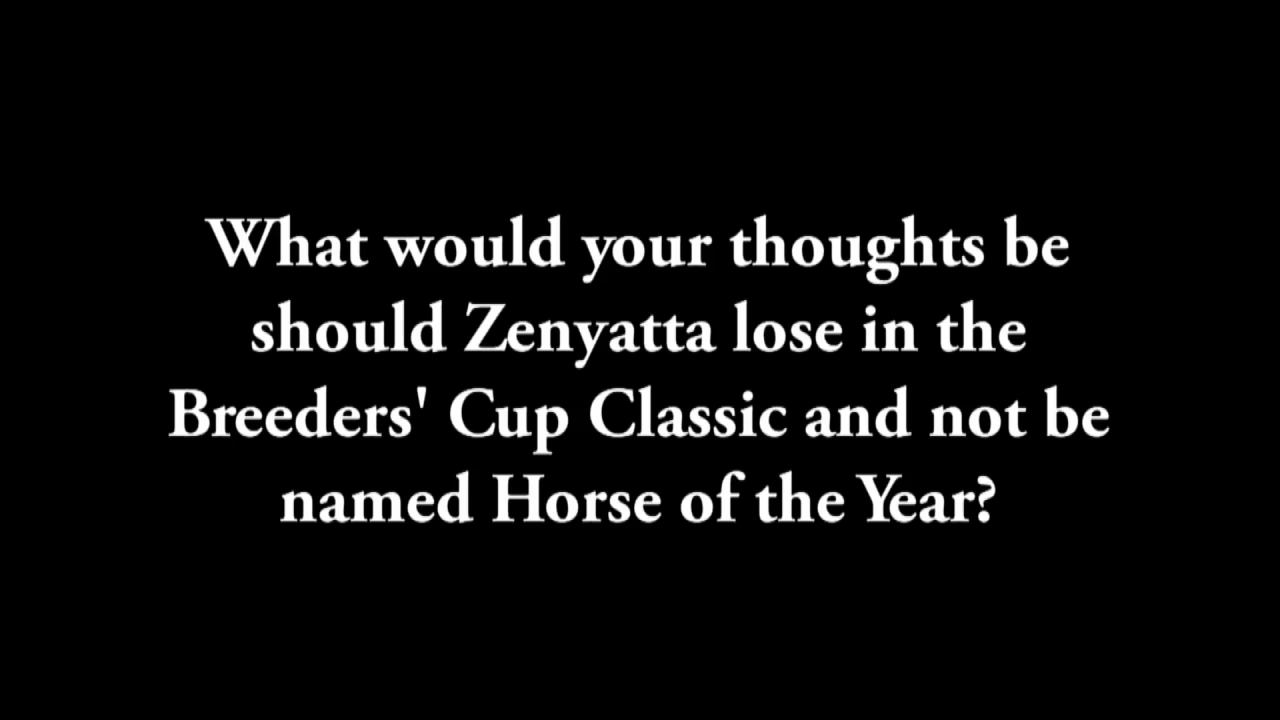 What would your thoughts be
should Zenyatta lose in the
Breeders' Cup Classic and not be
named Horse of the Year?